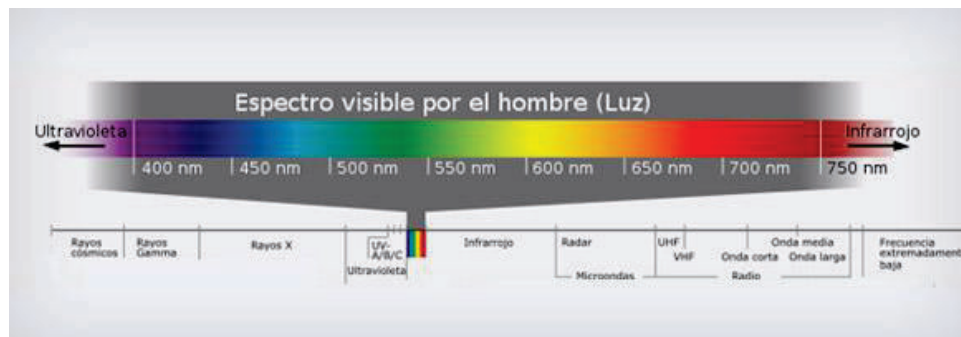 Espectro visible por el hombre (Luz)
Ultravioleta
Infrarrojo
400 nm
450 nm
500 nm
550 nm
600 nm
650 nm
700 nm
750 nm
Rayos
cósmicos
Rayos
Gamma
Rayos X
UV-
A/B/C
Ultravioleta
Infrarrojo
Radar
Microondas
UHF
VHF
Onda corta
Onda media
Onda larga
Radio
Frecuencia
extremadament
baja